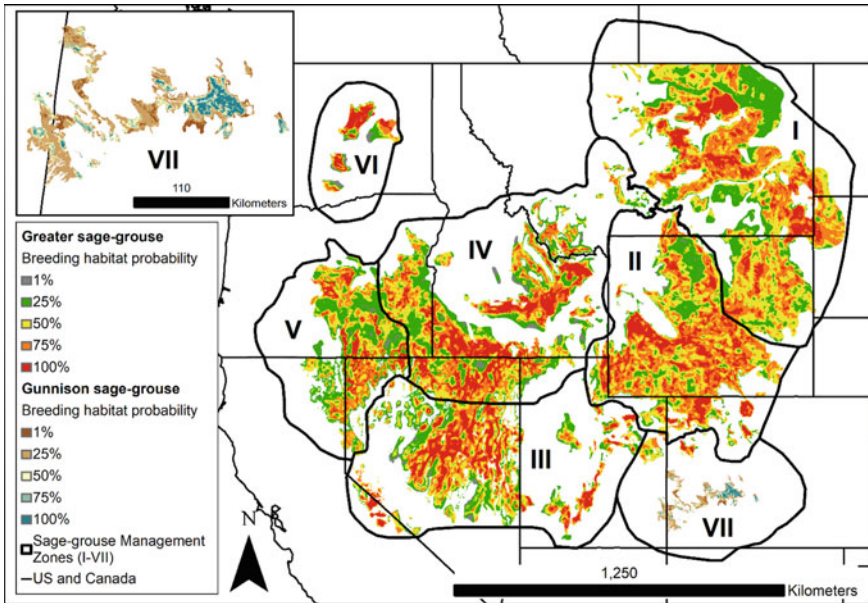 VII
110
Kilometers
Greater sage-grouse
Breeding habitat probability
1%
25%
50%
75%
100%
Gunnison sage-grouse
Breeding habitat probability
1%
25%
50%
75%
100%
Sage-grouse Management
Zones (I-VII)
US and Canada
I
VI
IV
II
V
III
VII
N
1,250
Kilometers